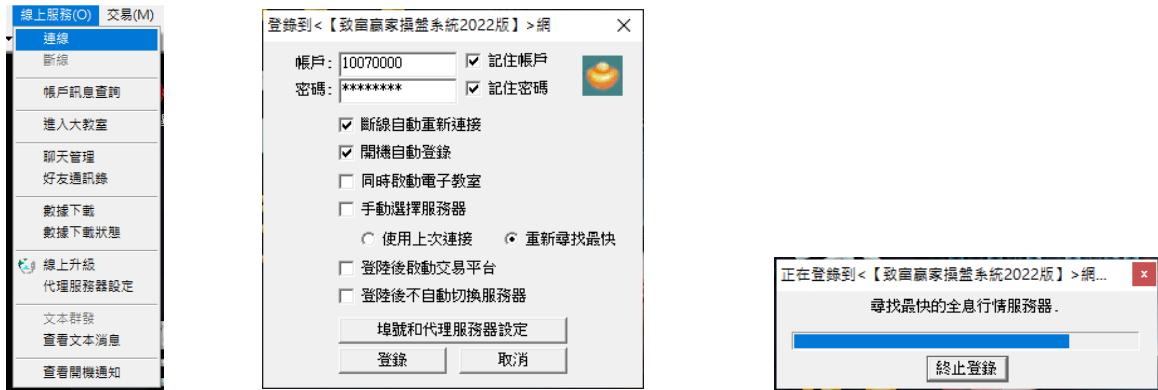 線上服務(O) 交易(M)
連線
斷線
帳戶訊息查詢
進入大教室
聊天管理
好友通訊錄
數據下載
數據下載狀態
線上升級
代理服務器設定
文本群發
查看文本消息
查看開機通知
登錄到<【致富贏家操盤系統2022版】>網
帳戶: 10070000 記住帳戶
密碼: ******** 記住密碼
斷線自動重新連接
開機自動登錄
同時啟動電子教室
手動選擇服務器
使用上次連接 重新尋找最快
登陸後啟動交易平台
登陸後不自動切換服務器
埠號和代理服務器設定
登錄 取消
正在登錄到<【致富贏家操盤系統2022版】>網...
尋找最快的全息行情服務器.
終止登錄